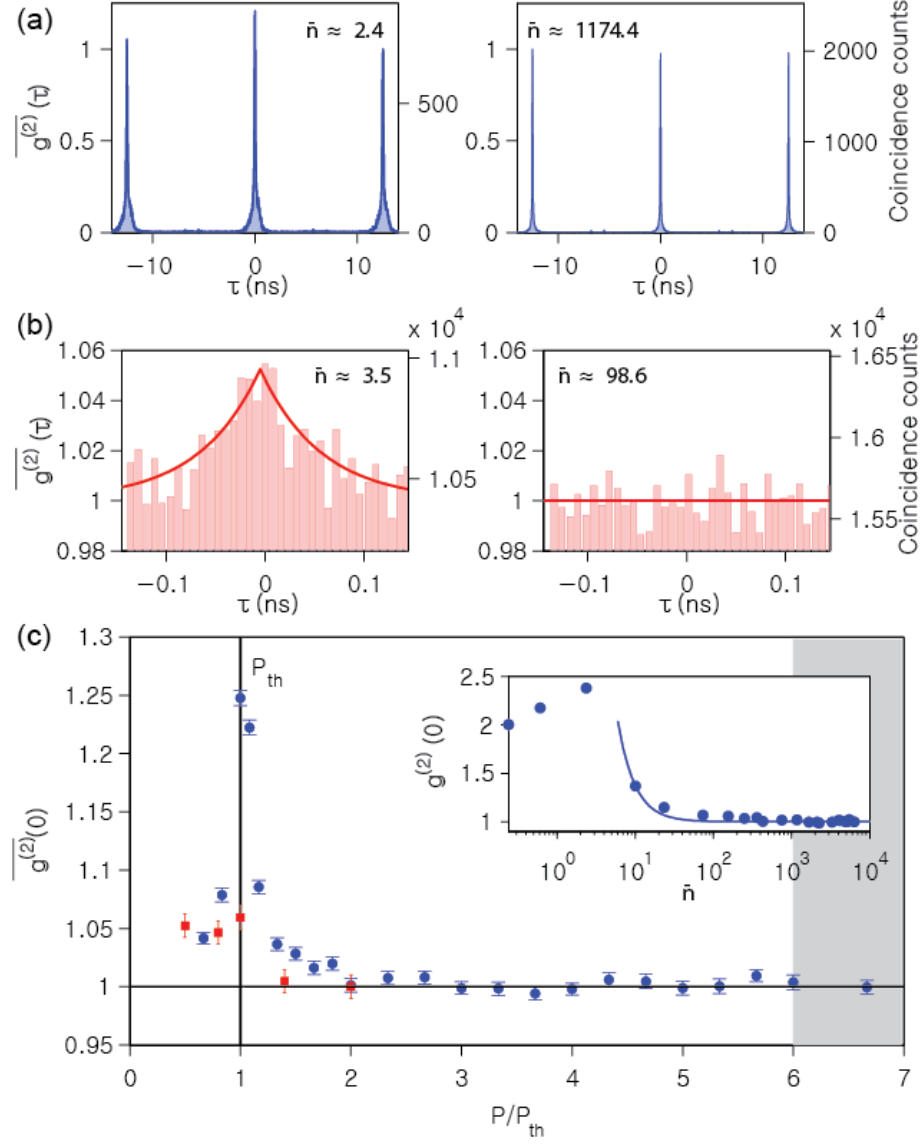 (a)
n̄ ≈ 2.4
n̄ ≈ 1174.4
1
0.5
0
g⁽²⁾(τ)
500
0
1
0.5
0
2000
1000
0
Coincidence counts
−10 0 10
τ (ns)
−10 0 10
τ (ns)
(b)
x 10⁴
x 10⁴
n̄ ≈ 3.5
n̄ ≈ 98.6
1.06
1.04
1.02
1
0.98
g⁽²⁾(τ)
1.1
1.05
1.06
1.04
1.02
1
0.98
1.65
1.6
1.55
Coincidence counts
−0.1 0 0.1
τ (ns)
−0.1 0 0.1
τ (ns)
(c)
1.3
1.25
1.2
1.15
1.1
1.05
1
0.95
g⁽²⁾(0)
Pth
2.5
2
1.5
1
g⁽²⁾(0)
10⁰ 10¹ 10² 10³ 10⁴
n̄
0 1 2 3 4 5 6 7
P/Pth